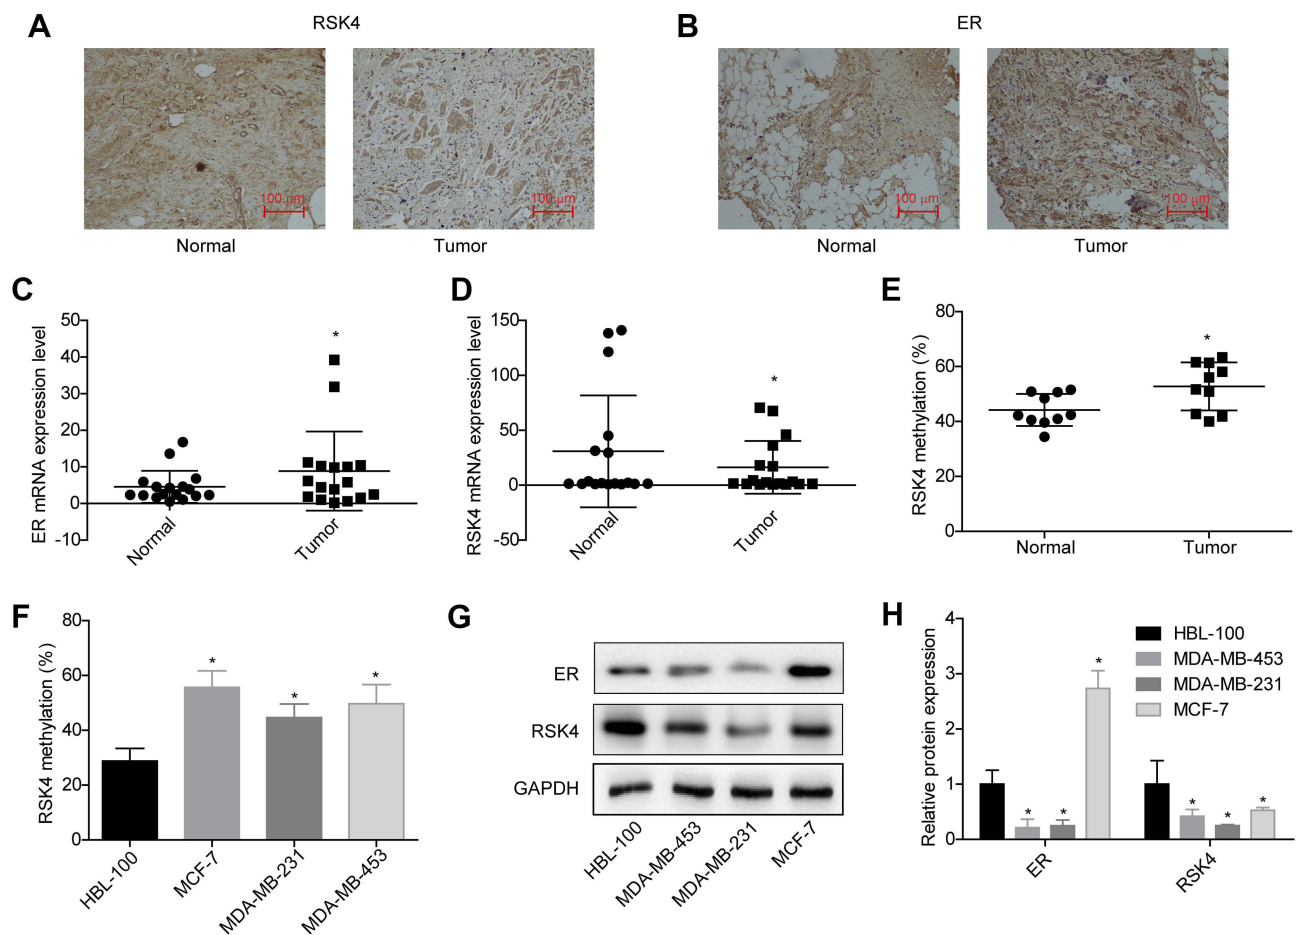 A
RSK4
B
ER
100 μm
100 μm
100 μm
100 μm
Normal
Tumor
Normal
Tumor
C
ER mRNA expression level
50
40
30
20
10
0
-10
*
Normal
Tumor
D
RSK4 mRNA expression level
150
100
50
0
-50
*
Normal
Tumor
E
RSK4 methylation (%)
80
60
40
20
0
*
Normal
Tumor
F
RSK4 methylation (%)
80
60
40
20
0
*
*
*
HBL-100
MCF-7
MDA-MB-231
MDA-MB-453
G
ER
RSK4
GAPDH
HBL-100
MDA-MB-453
MDA-MB-231
MCF-7
H
Relative protein expression
4
3
2
1
0
HBL-100
MDA-MB-453
MDA-MB-231
MCF-7
*
*
*
*
*
*
ER
RSK4